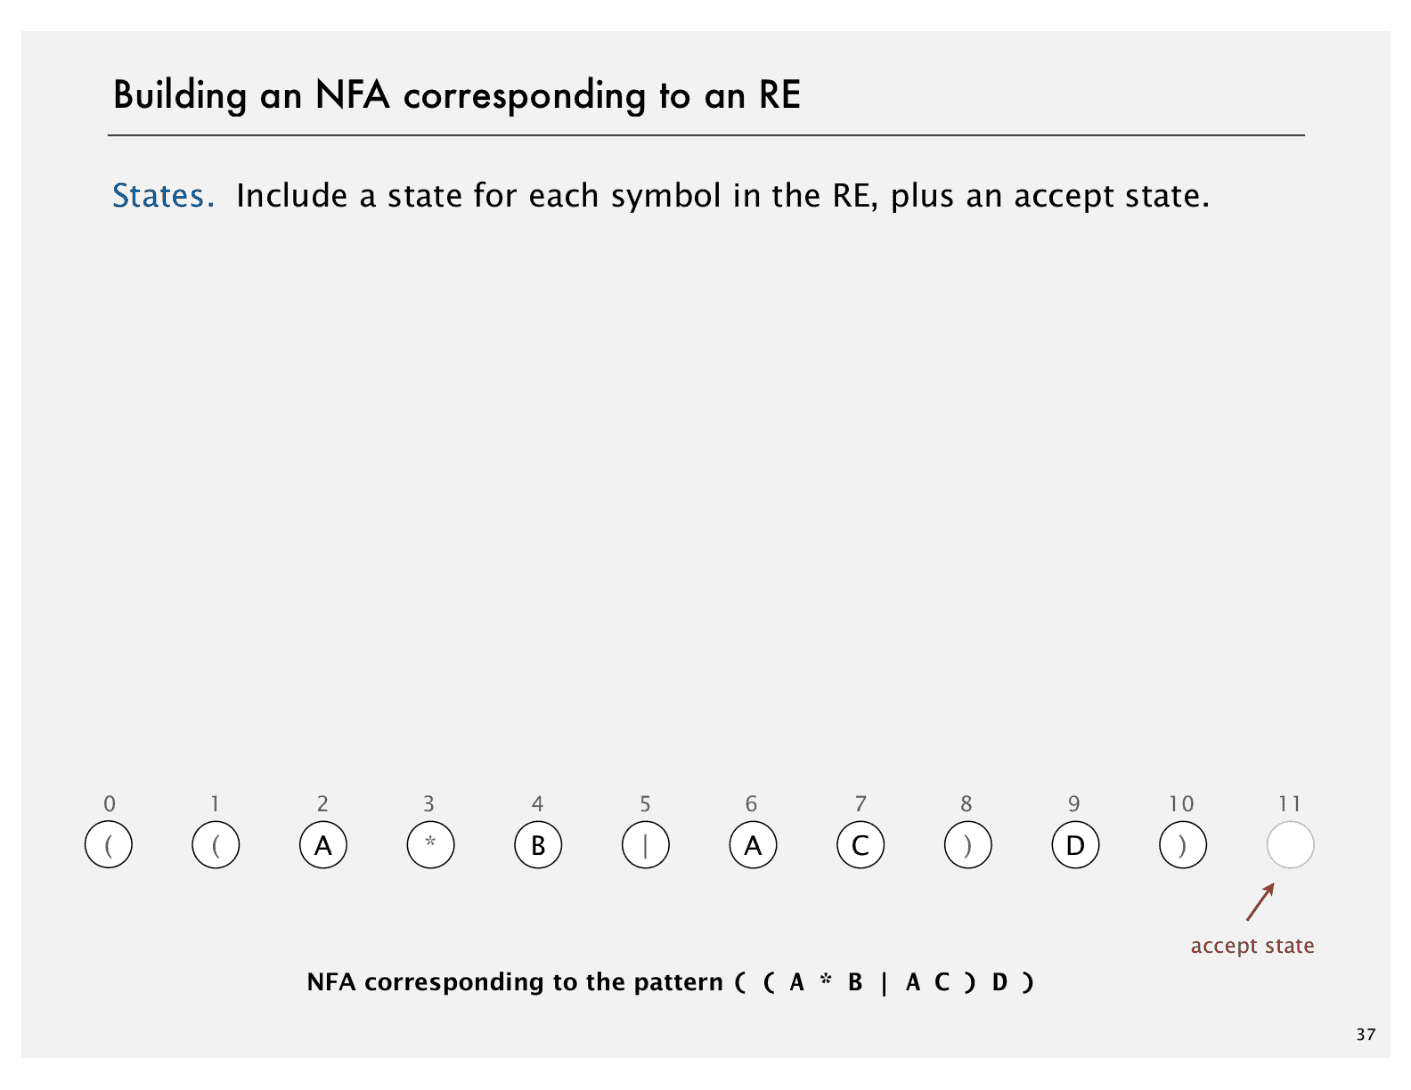 Building an NFA corresponding to an RE
States. Include a state for each symbol in the RE, plus an accept state.
0 1 2 3 4 5 6 7 8 9 10 11
( ( A * B | A C ) D )
accept state
NFA corresponding to the pattern ( ( A * B | A C ) D )
37